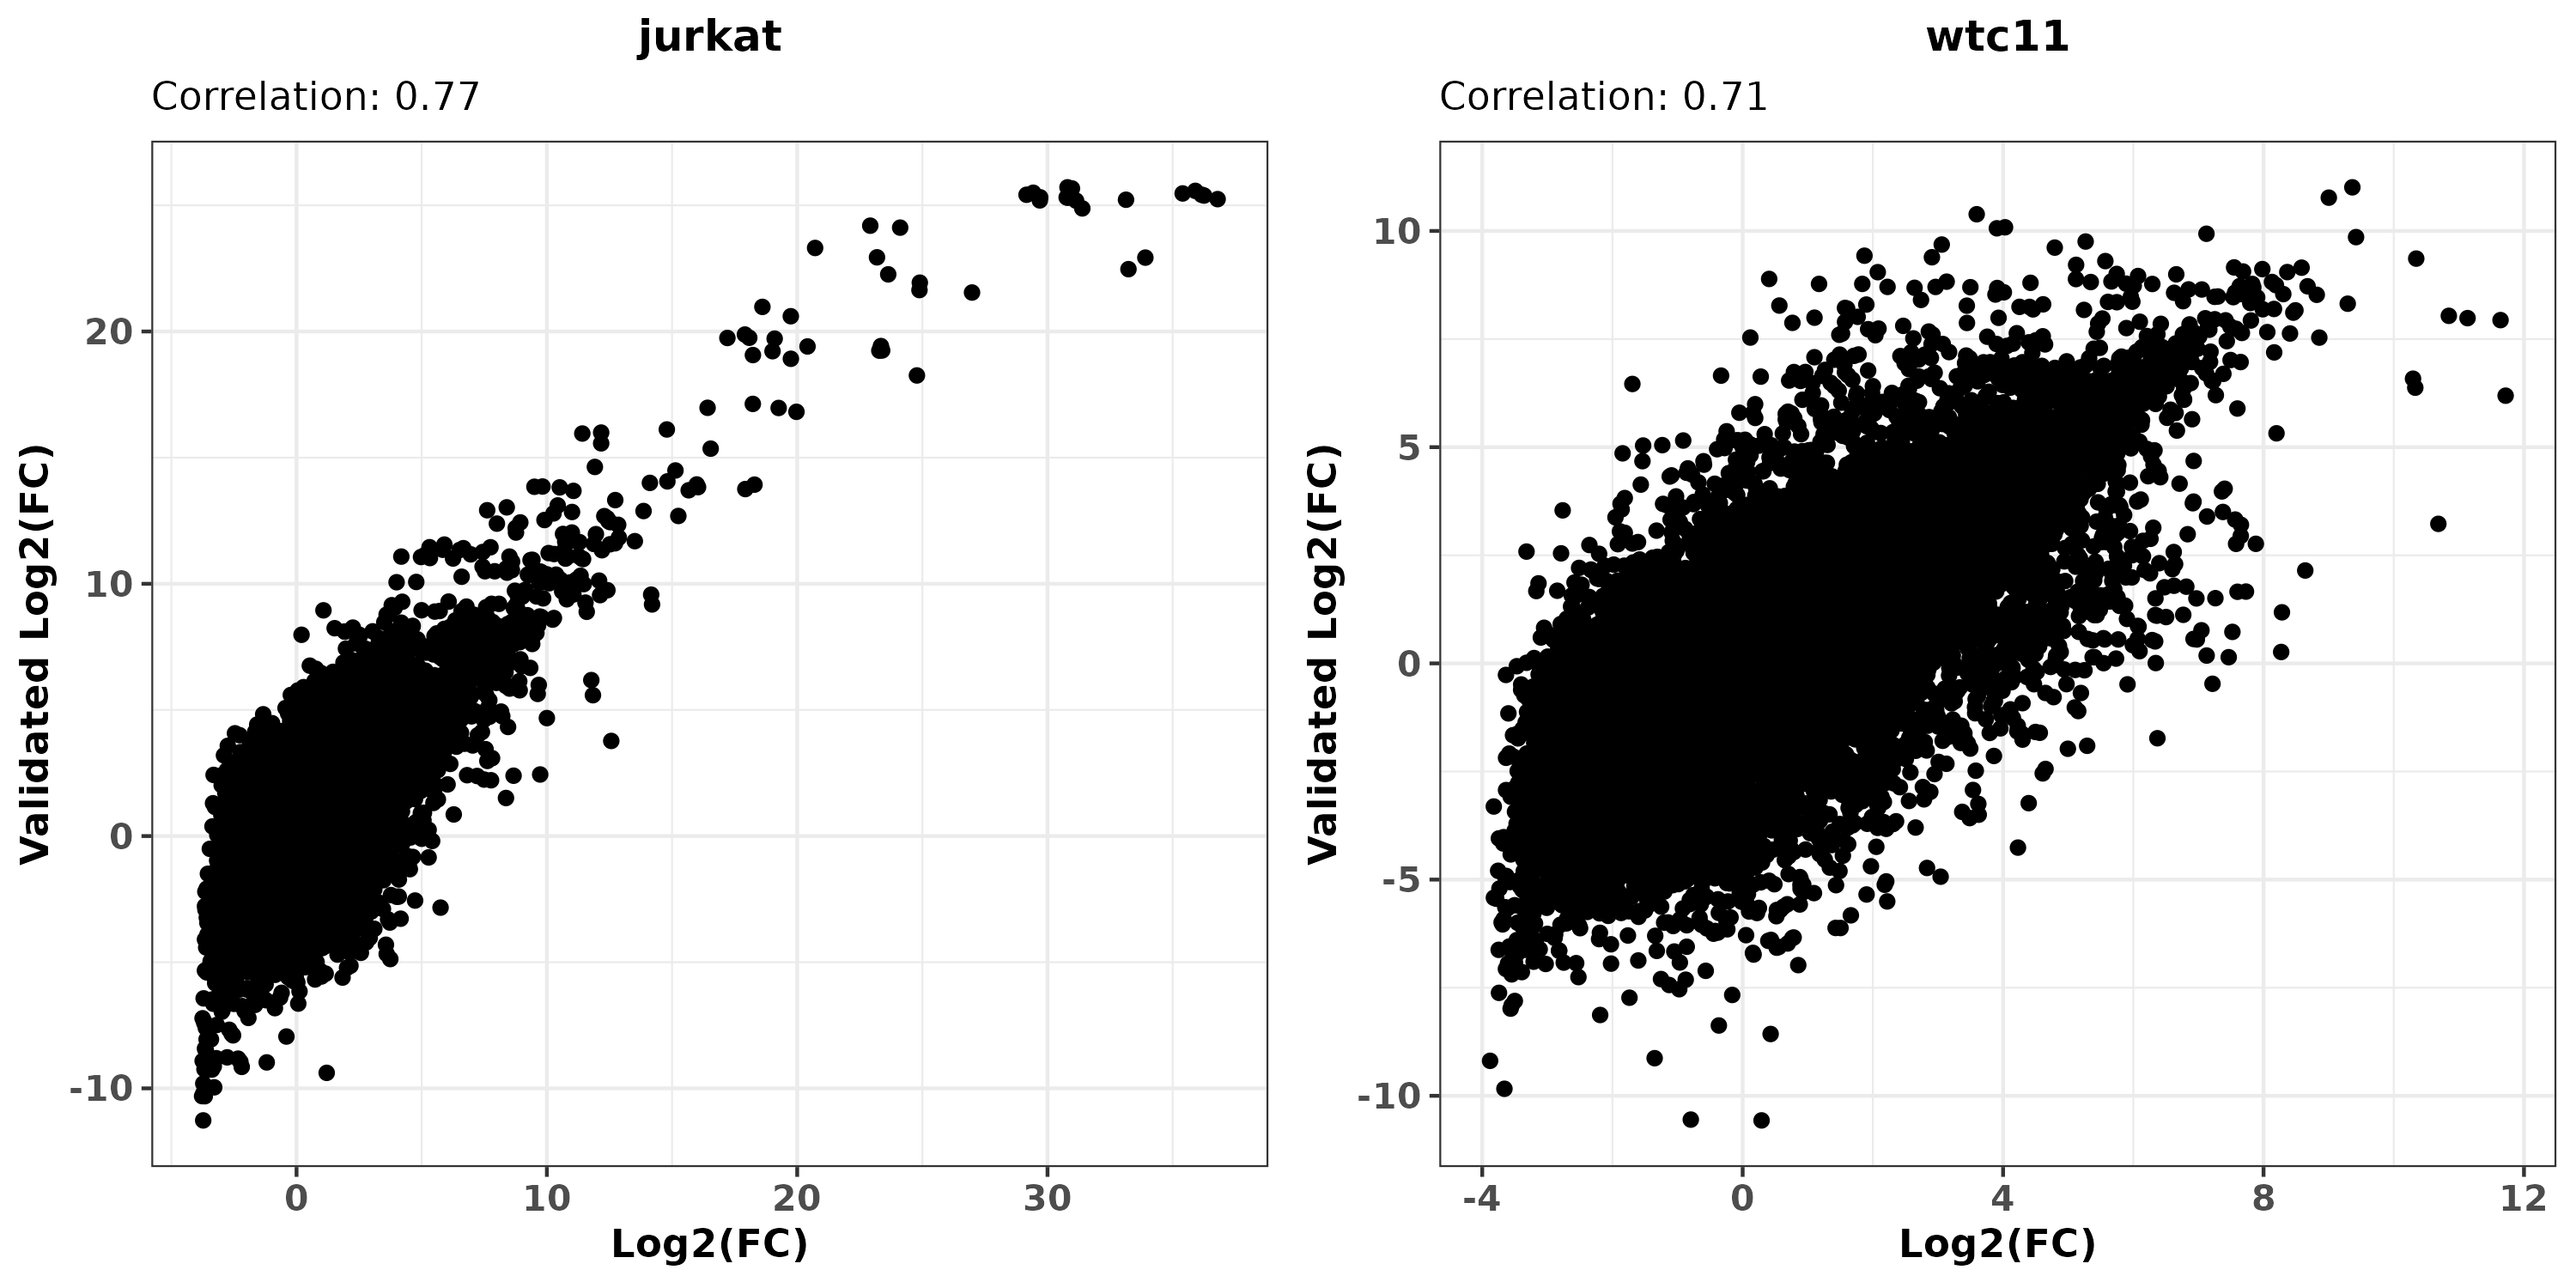 jurkat
Correlation: 0.77
Validated Log2(FC)
20
10
0
-10
0 10 20 30
Log2(FC)
wtc11
Correlation: 0.71
Validated Log2(FC)
10
5
0
-5
-10
-4 0 4 8 12
Log2(FC)